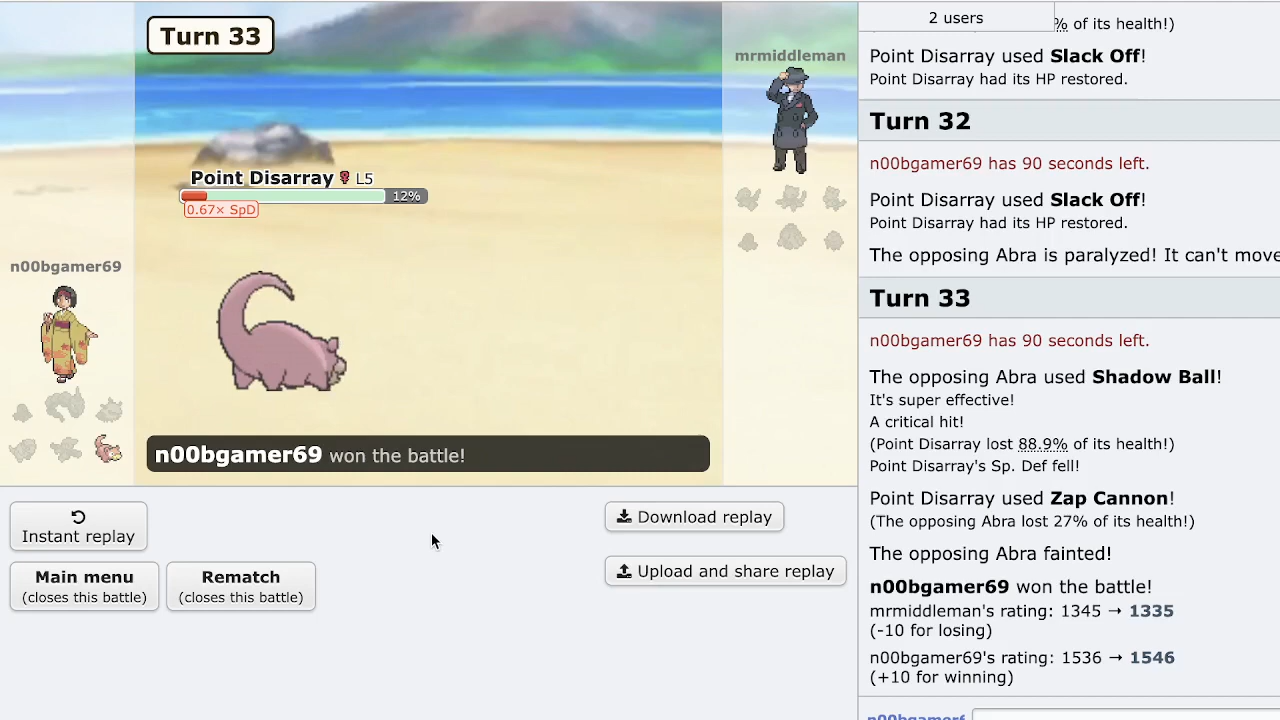 Turn 33
mrmiddleman
Point Disarray L5
12%
0.67× SpD
n00bgamer69
n00bgamer69 won the battle!
Instant replay
Download replay
Upload and share replay
Main menu
(closes this battle)
Rematch
(closes this battle)
2 users
% of its health!)
Point Disarray used Slack Off!
Point Disarray had its HP restored.
Turn 32
n00bgamer69 has 90 seconds left.
Point Disarray used Slack Off!
Point Disarray had its HP restored.
The opposing Abra is paralyzed! It can't move
Turn 33
n00bgamer69 has 90 seconds left.
The opposing Abra used Shadow Ball!
It's super effective!
A critical hit!
(Point Disarray lost 88.9% of its health!)
Point Disarray's Sp. Def fell!
Point Disarray used Zap Cannon!
(The opposing Abra lost 27% of its health!)
The opposing Abra fainted!
n00bgamer69 won the battle!
mrmiddleman's rating: 1345 → 1335
(-10 for losing)
n00bgamer69's rating: 1536 → 1546
(+10 for winning)